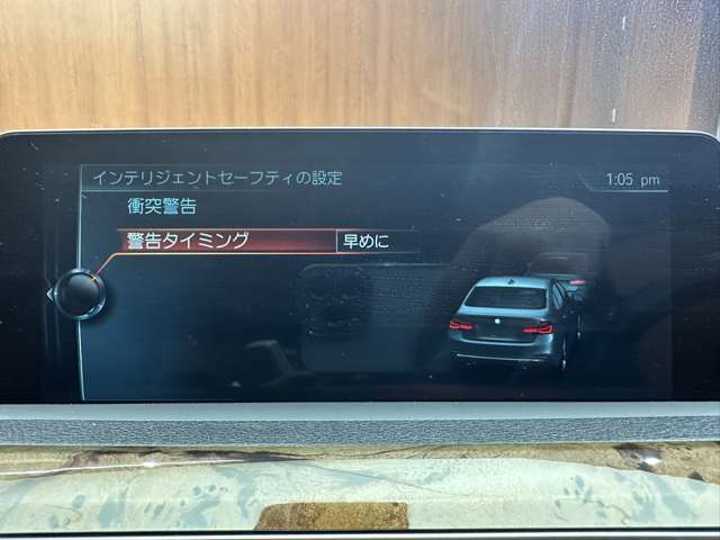 インテリジェントセーフティの設定
1:05 pm
衝突警告
警告タイミング 早めに